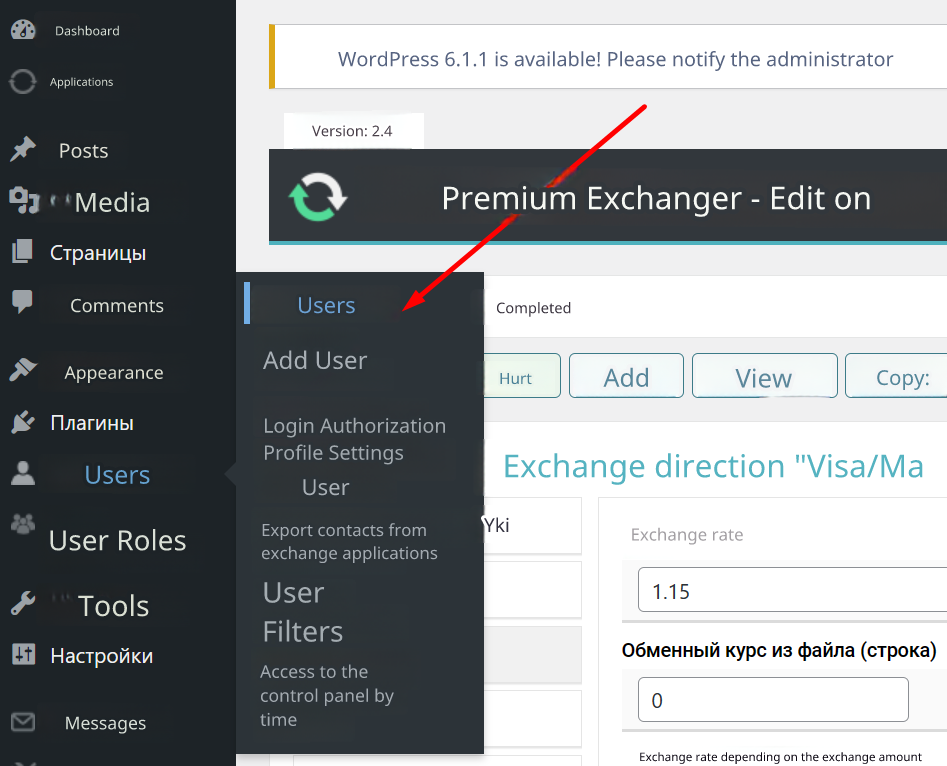 Dashboard
Applications
Posts
Media
Страницы
Comments
Appearance
Плагины
Users
User Roles
Tools
Настройки
Messages
Users
Add User
Login Authorization
Profile Settings
User
Export contacts from
exchange applications
User
Filters
Access to the
control panel by
time
WordPress 6.1.1 is available! Please notify the administrator
Version: 2.4
Premium Exchanger - Edit on
Completed
Hurt
Add
View
Copy:
Exchange direction "Visa/Ma
Yki
Exchange rate
1.15
Обменный курс из файла (строка)
0
Exchange rate depending on the exchange amount